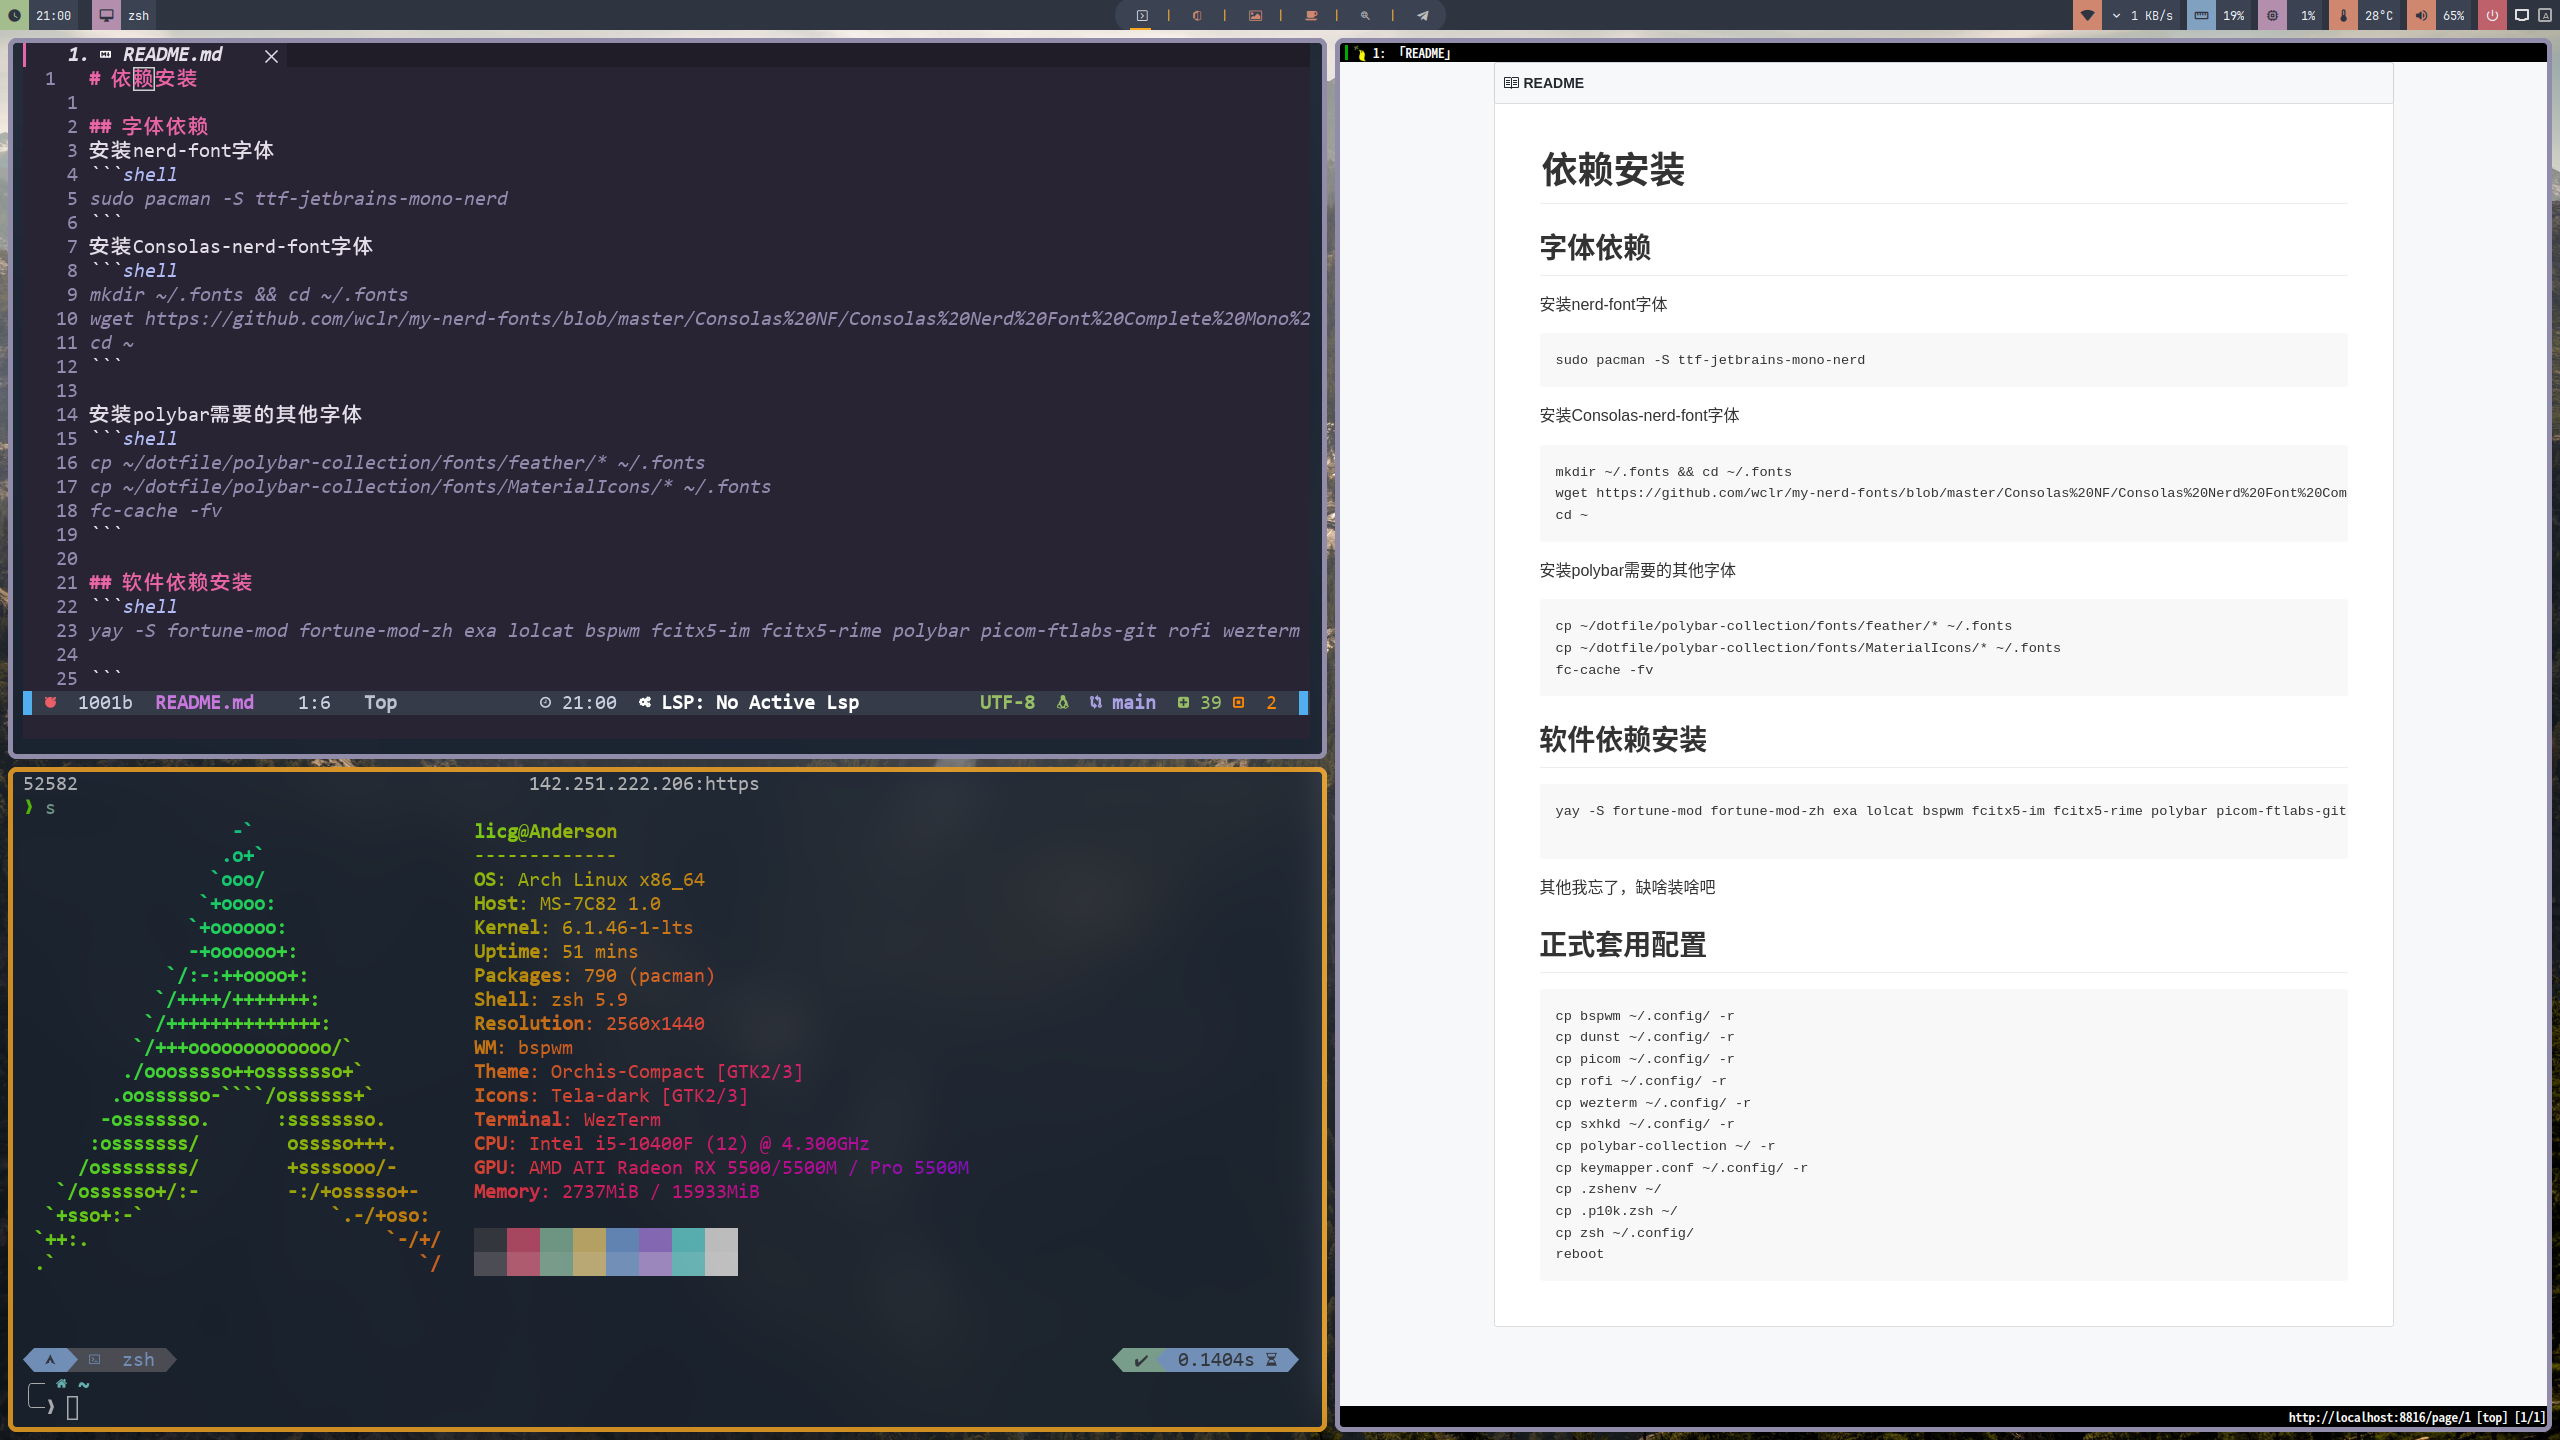 21:00 zsh 1 KB/s 19% 1% 28°C 65%
1. README.md
1 # 依赖安装
1
2 ## 字体依赖
3 安装nerd-font字体
4 ```shell
5 sudo pacman -S ttf-jetbrains-mono-nerd
6 ```
7 安装Consolas-nerd-font字体
8 ```shell
9 mkdir ~/.fonts && cd ~/.fonts
10 wget https://github.com/wclr/my-nerd-fonts/blob/master/Consolas%20NF/Consolas%20Nerd%20Font%20Complete%20Mono%2
11 cd ~
12 ```
13
14 安装polybar需要的其他字体
15 ```shell
16 cp ~/dotfile/polybar-collection/fonts/feather/* ~/.fonts
17 cp ~/dotfile/polybar-collection/fonts/MaterialIcons/* ~/.fonts
18 fc-cache -fv
19 ```
20
21 ## 软件依赖安装
22 ```shell
23 yay -S fortune-mod fortune-mod-zh exa lolcat bspwm fcitx5-im fcitx5-rime polybar picom-ftlabs-git rofi wezterm
24
25 ```
1001b README.md 1:6 Top 21:00 LSP: No Active Lsp UTF-8 main 39 2
52582 142.251.222.206:https
❱ s
-`
.o+`
`ooo/
`+oooo:
`+oooooo:
-+oooooo+:
`/:-:++oooo+:
`/++++/+++++++:
`/++++++++++++++:
`/+++ooooooooooooo/`
./ooosssso++osssssso+`
.oossssso-````/ossssss+`
-osssssso. :ssssssso.
:osssssss/ osssso+++.
/ossssssss/ +ssssooo/-
`/ossssso+/:- -:/+osssso+-
`+sso+:-` `.-/+oso:
`++:. `-/+/
.` `/
licg@Anderson
-------------
OS: Arch Linux x86_64
Host: MS-7C82 1.0
Kernel: 6.1.46-1-lts
Uptime: 51 mins
Packages: 790 (pacman)
Shell: zsh 5.9
Resolution: 2560x1440
WM: bspwm
Theme: Orchis-Compact [GTK2/3]
Icons: Tela-dark [GTK2/3]
Terminal: WezTerm
CPU: Intel i5-10400F (12) @ 4.300GHz
GPU: AMD ATI Radeon RX 5500/5500M / Pro 5500M
Memory: 2737MiB / 15933MiB
zsh ✔ 0.1404s
~
❱
1: 「README」
README
依赖安装
字体依赖
安装nerd-font字体
sudo pacman -S ttf-jetbrains-mono-nerd
安装Consolas-nerd-font字体
mkdir ~/.fonts && cd ~/.fonts
wget https://github.com/wclr/my-nerd-fonts/blob/master/Consolas%20NF/Consolas%20Nerd%20Font%20Com
cd ~
安装polybar需要的其他字体
cp ~/dotfile/polybar-collection/fonts/feather/* ~/.fonts
cp ~/dotfile/polybar-collection/fonts/MaterialIcons/* ~/.fonts
fc-cache -fv
软件依赖安装
yay -S fortune-mod fortune-mod-zh exa lolcat bspwm fcitx5-im fcitx5-rime polybar picom-ftlabs-git
其他我忘了，缺啥装啥吧
正式套用配置
cp bspwm ~/.config/ -r
cp dunst ~/.config/ -r
cp picom ~/.config/ -r
cp rofi ~/.config/ -r
cp wezterm ~/.config/ -r
cp sxhkd ~/.config/ -r
cp polybar-collection ~/ -r
cp keymapper.conf ~/.config/ -r
cp .zshenv ~/
cp .p10k.zsh ~/
cp zsh ~/.config/
reboot
http://localhost:8816/page/1 [top] [1/1]